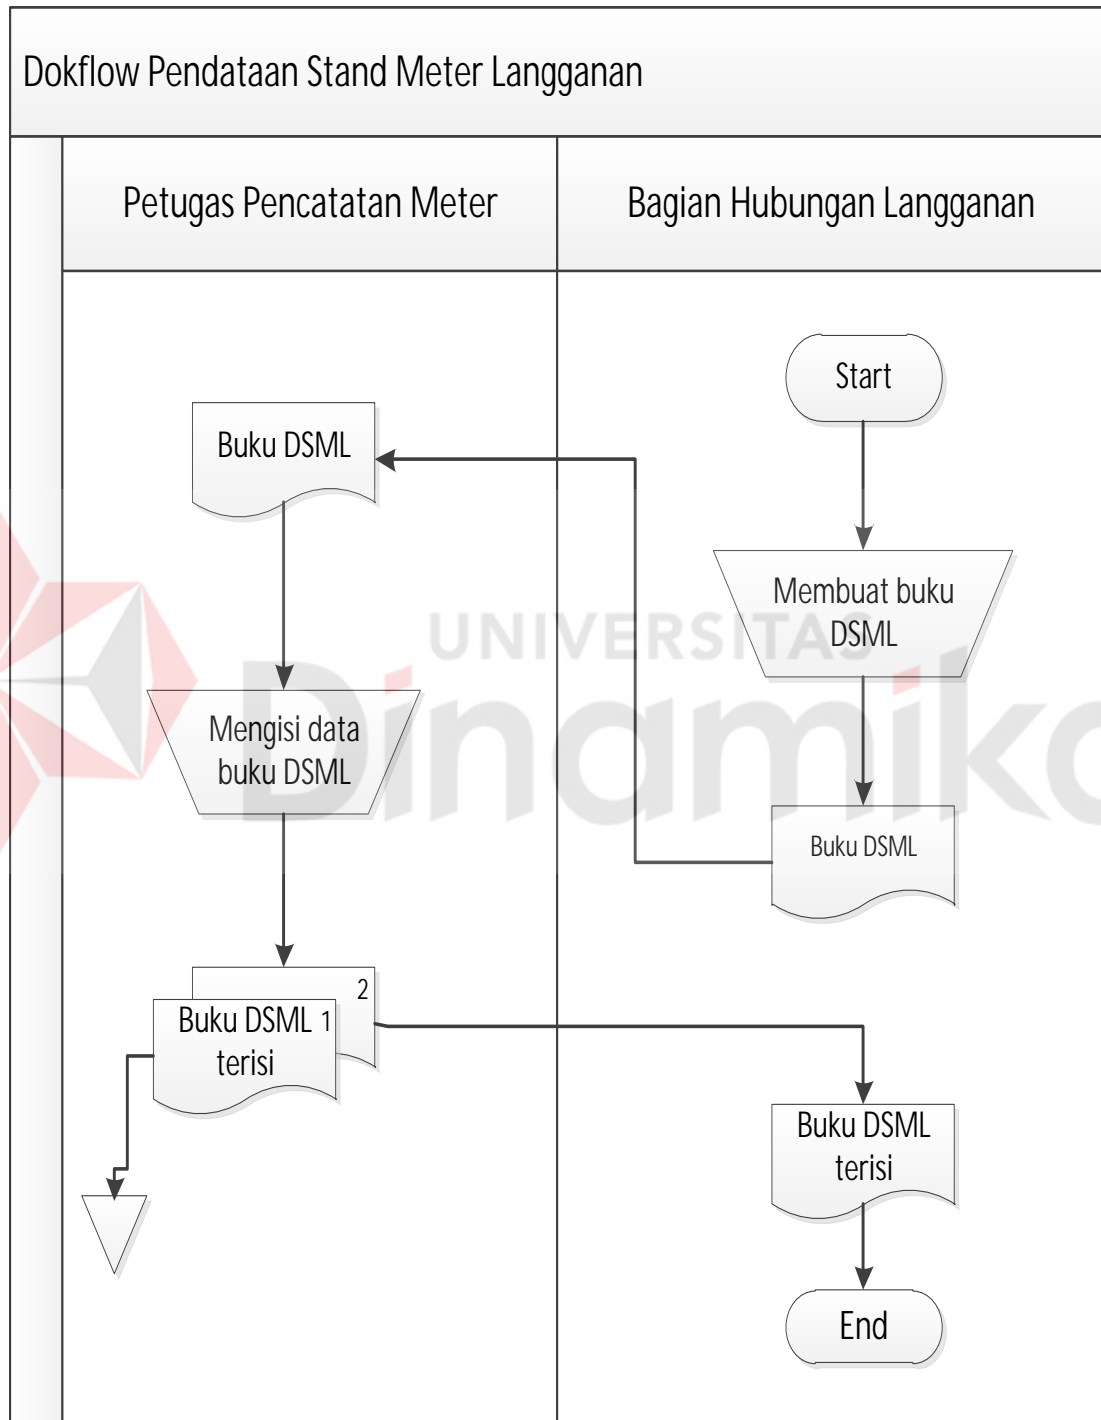 Dokflow Pendataan Stand Meter Langganan
Petugas Pencatatan Meter
Bagian Hubungan Langganan
Start
Buku DSML
Membuat buku
DSML
UNIVERSITAS
Dinamika
Mengisi data
buku DSML
Buku DSML
2
Buku DSML 1
terisi
Buku DSML
terisi
End